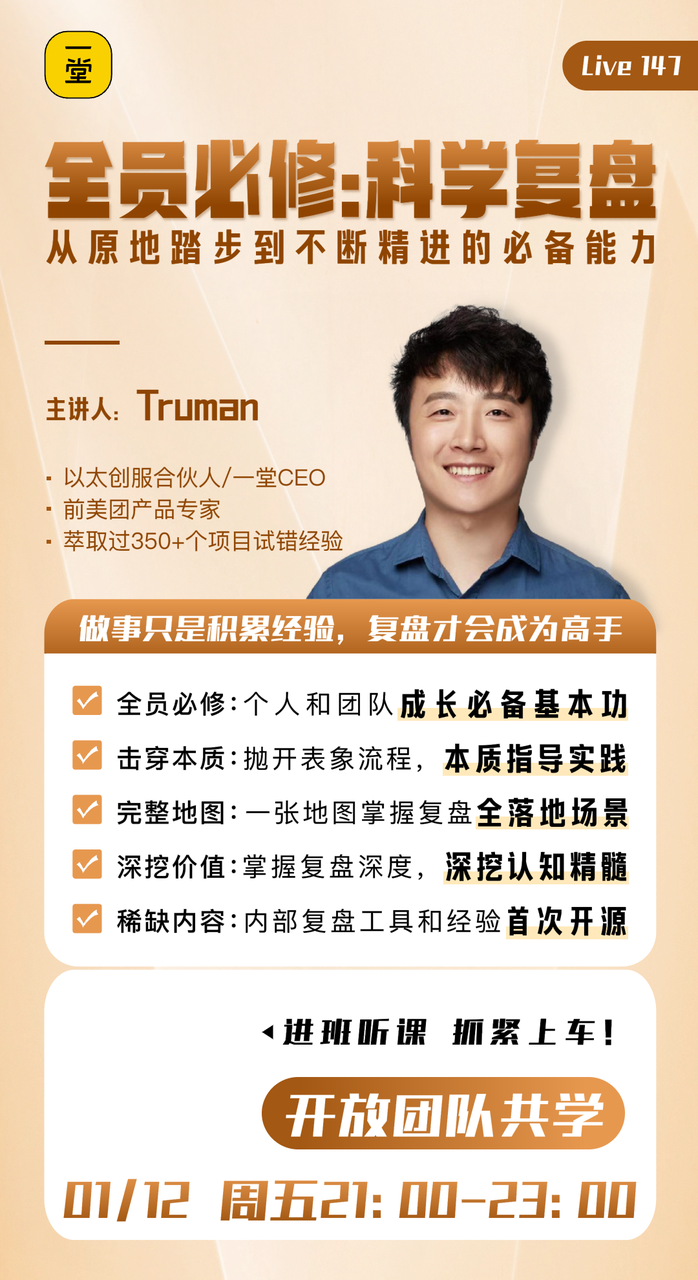 一堂
Live 147
全员必修:科学复盘
从原地踏步到不断精进的必备能力
主讲人: Truman
· 以太创服合伙人/一堂CEO
· 前美团产品专家
· 萃取过350+个项目试错经验
做事只是积累经验，复盘才会成为高手
全员必修:个人和团队成长必备基本功
击穿本质:抛开表象流程，本质指导实践
完整地图:一张地图掌握复盘全落地场景
深挖价值:掌握复盘深度，深挖认知精髓
稀缺内容:内部复盘工具和经验首次开源
进班听课 抓紧上车!
开放团队共学
01/12 周五21:00-23:00